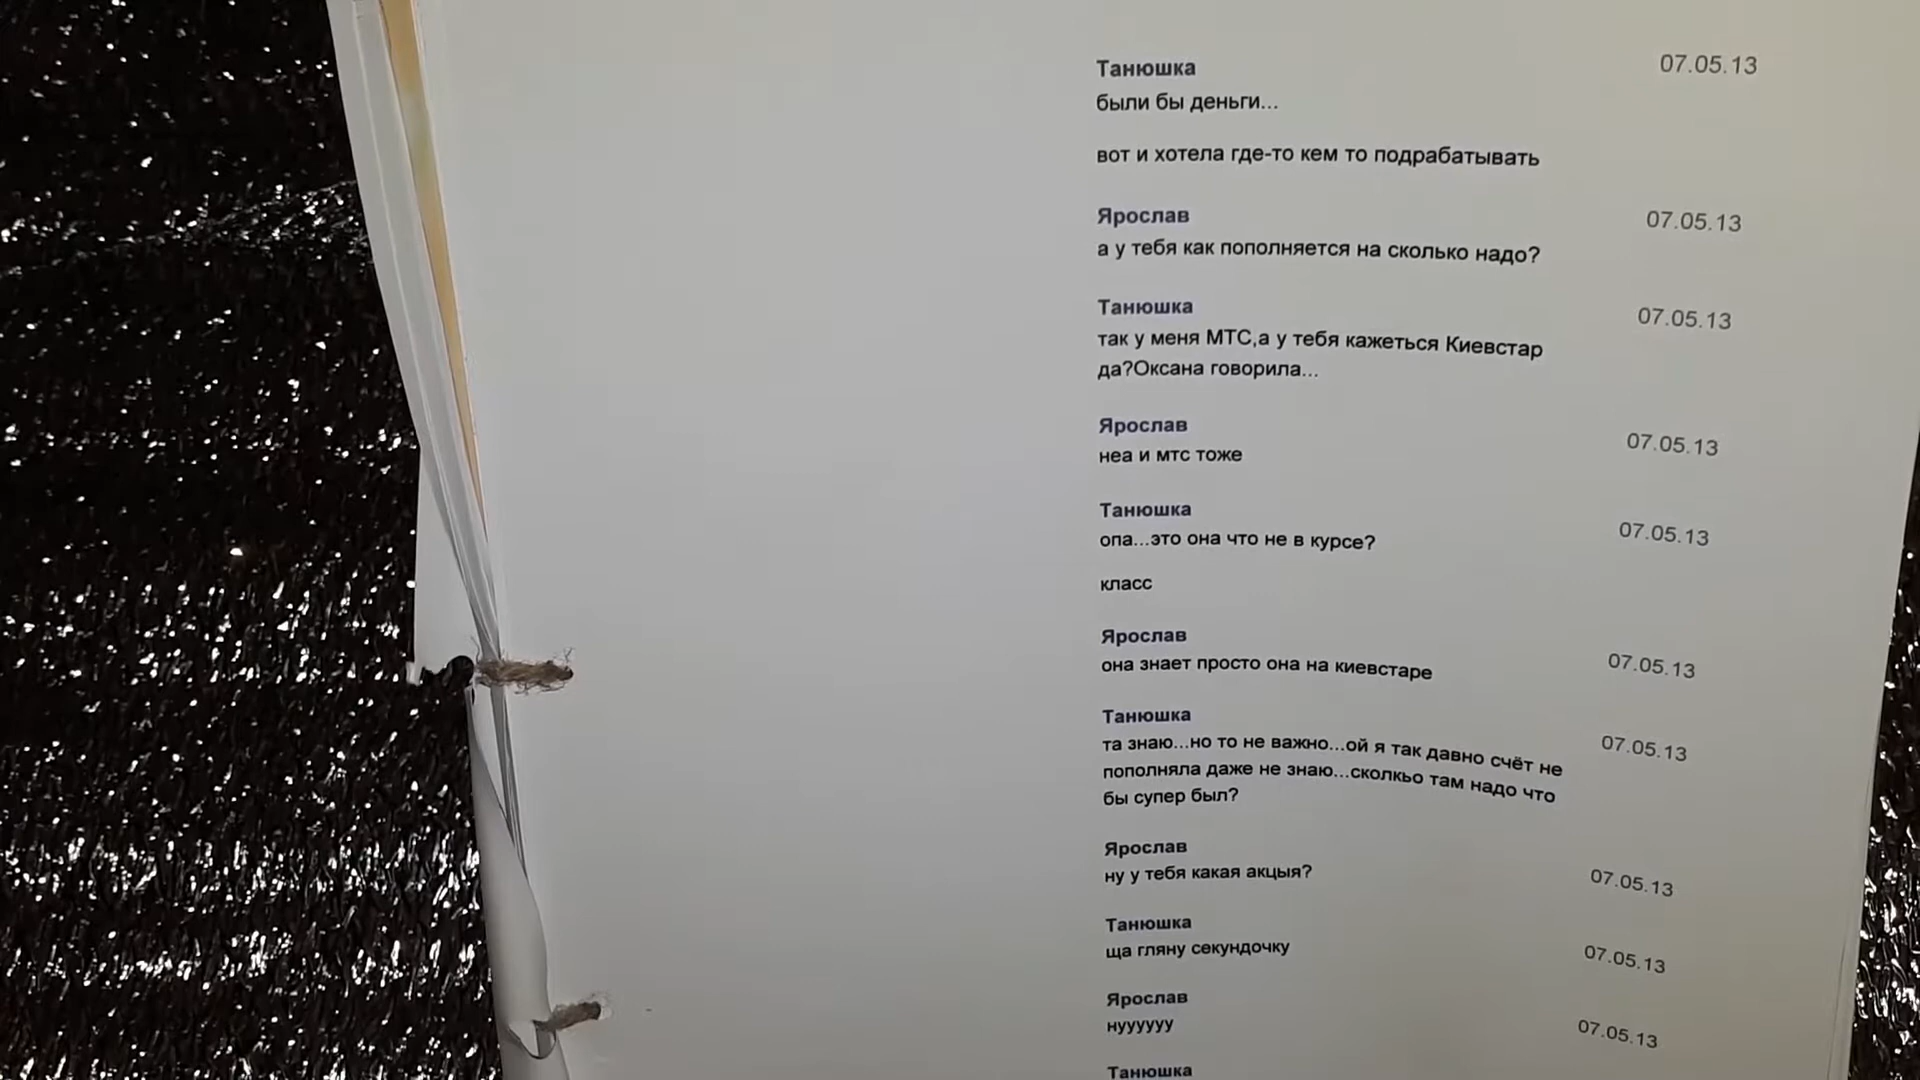 Танюшка 07.05.13
были бы деньги...
вот и хотела где-то кем то подрабатывать
Ярослав 07.05.13
а у тебя как пополняется на сколько надо?
Танюшка 07.05.13
так у меня МТС,а у тебя кажеться Киевстар
да?Оксана говорила...
Ярослав 07.05.13
неа и мтс тоже
Танюшка 07.05.13
опа...это она что не в курсе?
класс
Ярослав 07.05.13
она знает просто она на киевстаре
Танюшка 07.05.13
та знаю...но то не важно...ой я так давно счёт не
пополняла даже не знаю...сколкьо там надо что
бы супер был?
Ярослав 07.05.13
ну у тебя какая акцыя?
Танюшка 07.05.13
ща гляну секундочку
Ярослав 07.05.13
нуууууу
Танюшка